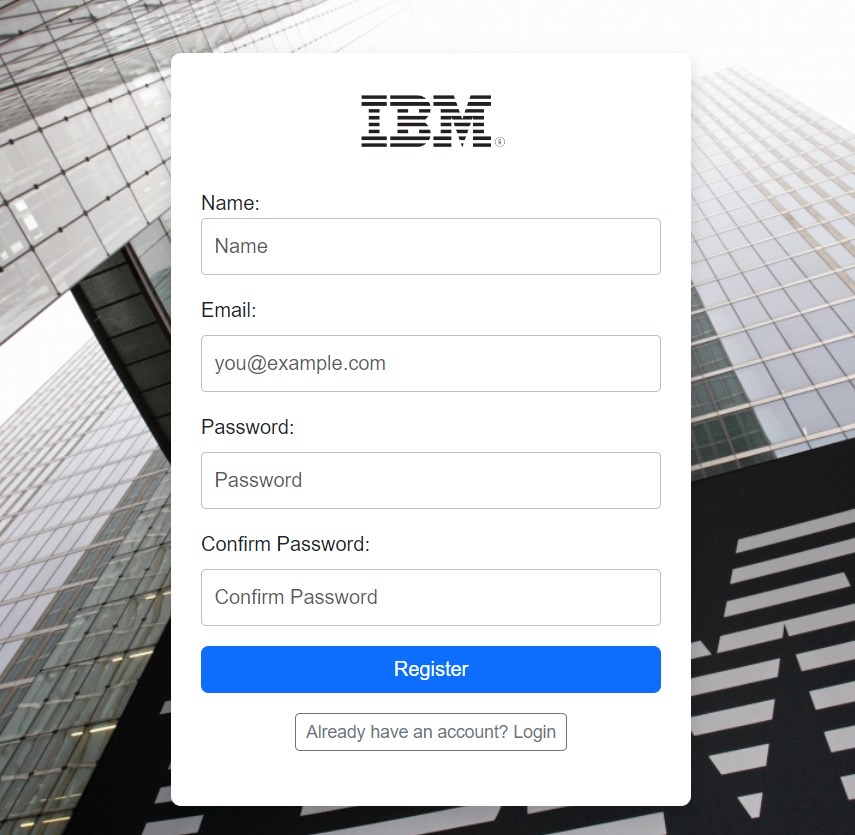 IBM®
Name:
Name
Email:
you@example.com
Password:
Password
Confirm Password:
Confirm Password
Register
Already have an account? Login
IBM